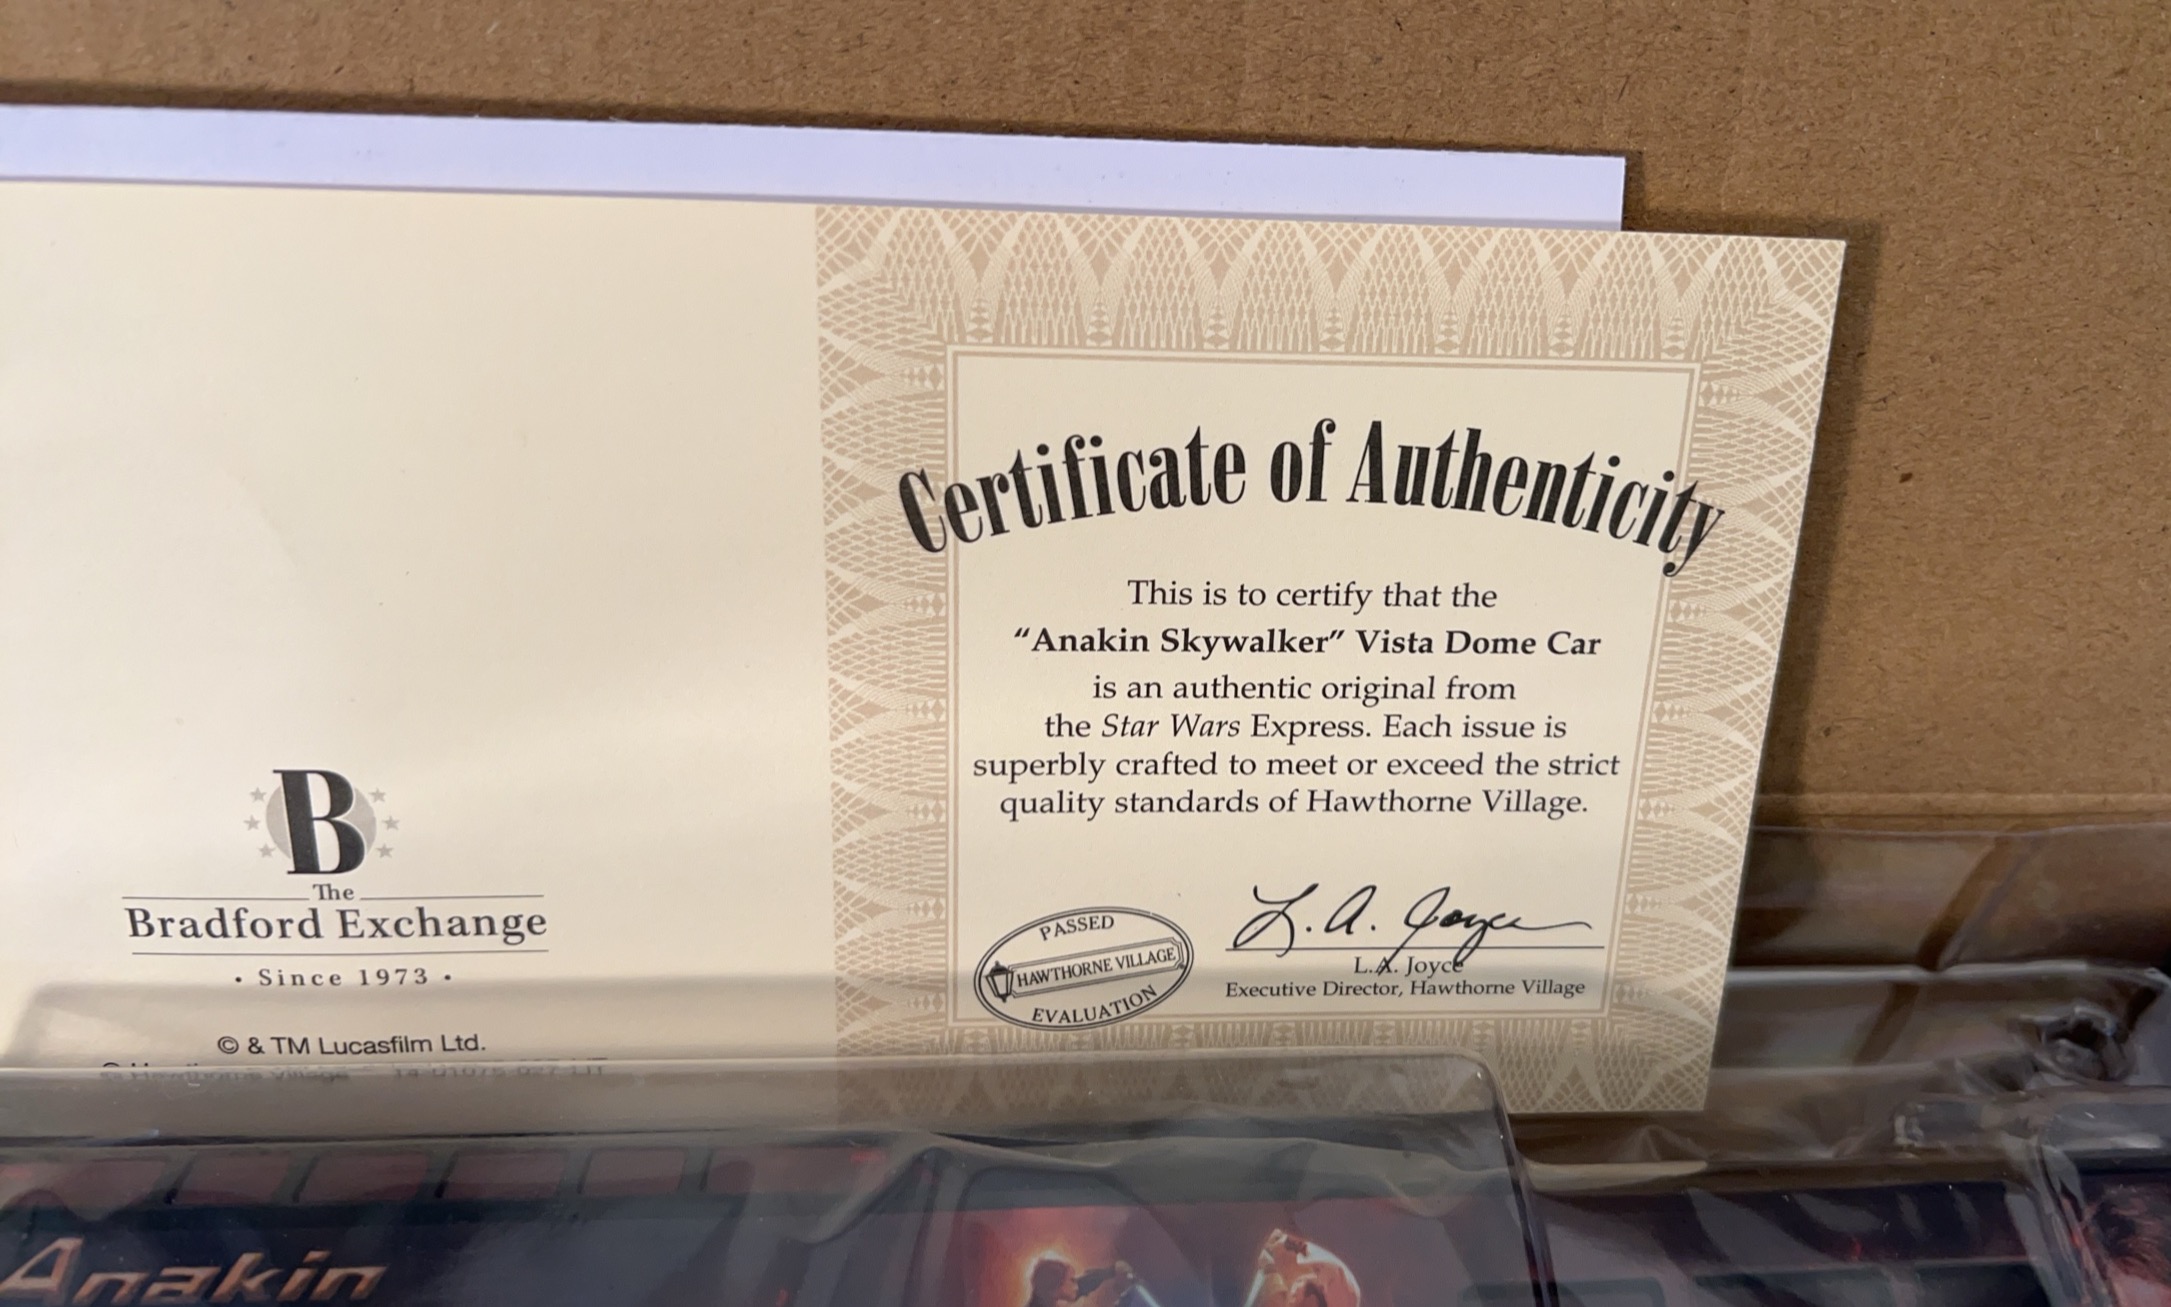 Certificate of Authenticity
This is to certify that the
“Anakin Skywalker” Vista Dome Car
is an authentic original from
the Star Wars Express. Each issue is
superbly crafted to meet or exceed the strict
quality standards of Hawthorne Village.
PASSED
HAWTHORNE VILLAGE
EVALUATION
L. A. Joyce
L.A. Joyce
Executive Director, Hawthorne Village
B
The
Bradford Exchange
· Since 1973 ·
© & TM Lucasfilm Ltd.
© Hawthorne Village
Anakin